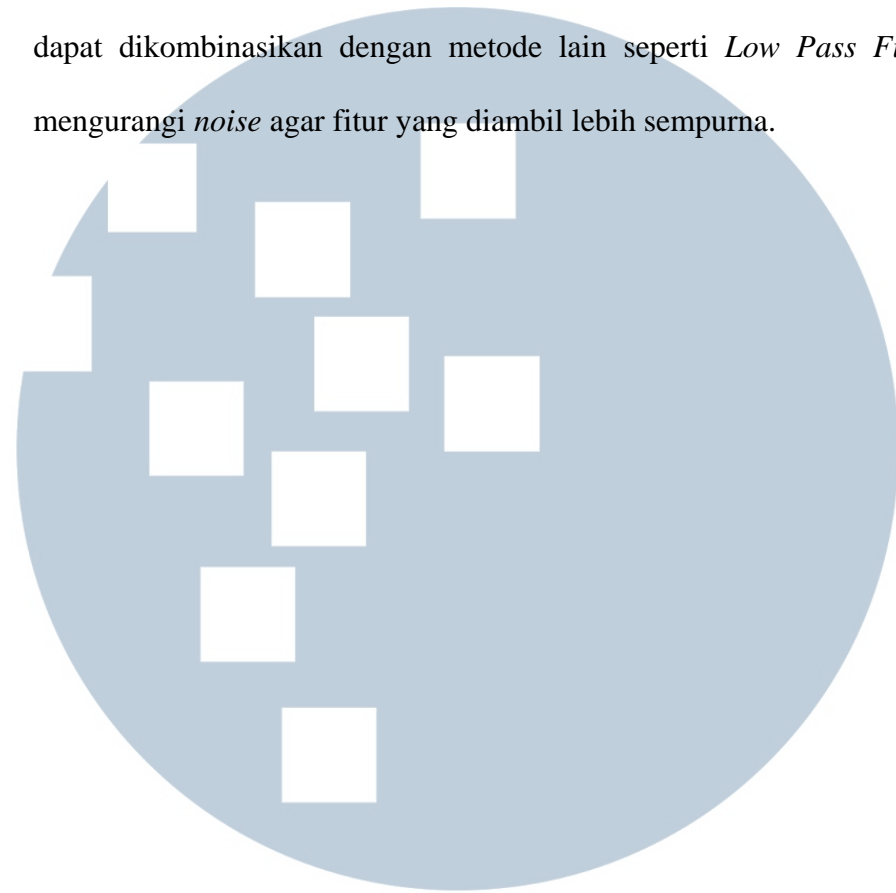 dapat dikombinasikan dengan metode lain seperti Low Pass
mengurangi noise agar fitur yang diambil lebih sempurna.